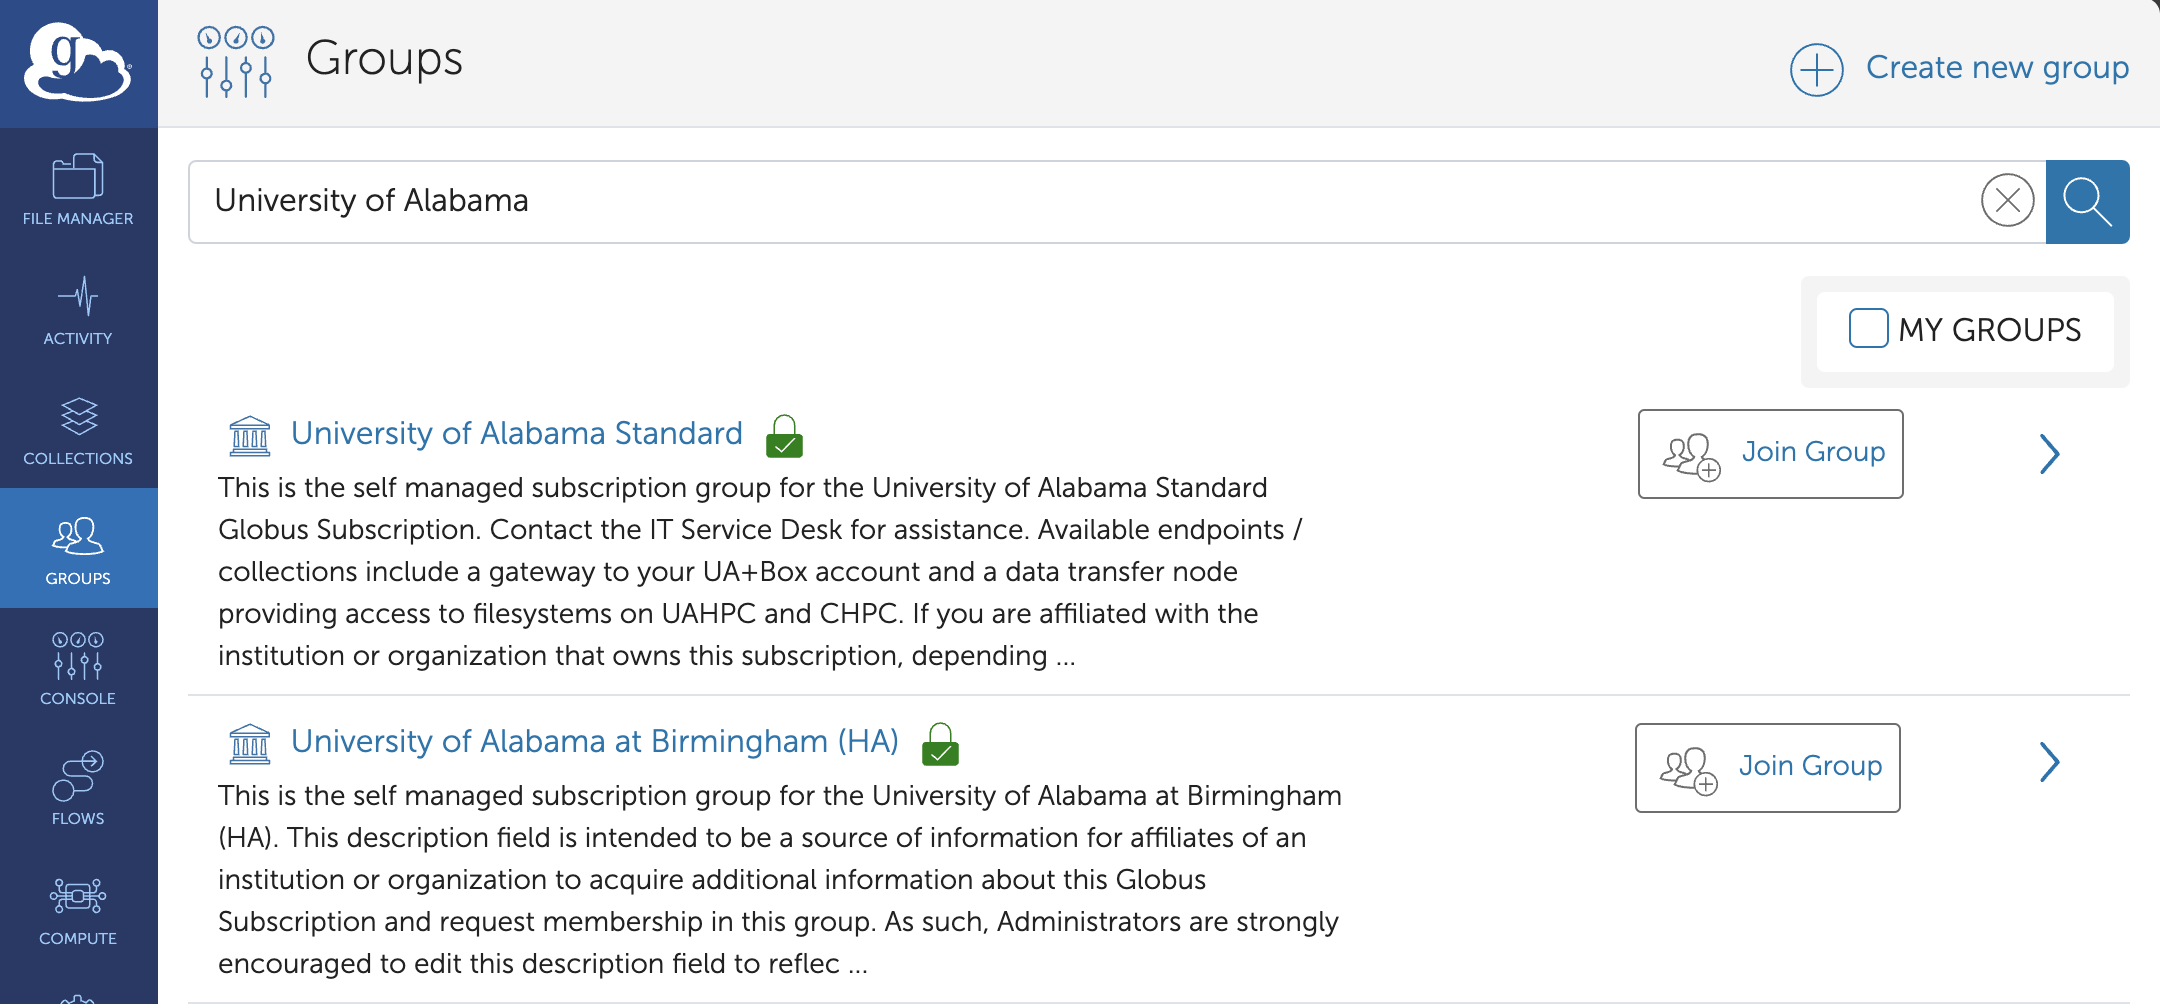 g
Groups
Create new group
FILE MANAGER
ACTIVITY
COLLECTIONS
GROUPS
CONSOLE
FLOWS
COMPUTE
University of Alabama
MY GROUPS
University of Alabama Standard
Join Group
This is the self managed subscription group for the University of Alabama Standard
Globus Subscription. Contact the IT Service Desk for assistance. Available endpoints /
collections include a gateway to your UA+Box account and a data transfer node
providing access to filesystems on UAHPC and CHPC. If you are affiliated with the
institution or organization that owns this subscription, depending ...
University of Alabama at Birmingham (HA)
Join Group
This is the self managed subscription group for the University of Alabama at Birmingham
(HA). This description field is intended to be a source of information for affiliates of an
institution or organization to acquire additional information about this Globus
Subscription and request membership in this group. As such, Administrators are strongly
encouraged to edit this description field to reflec ...